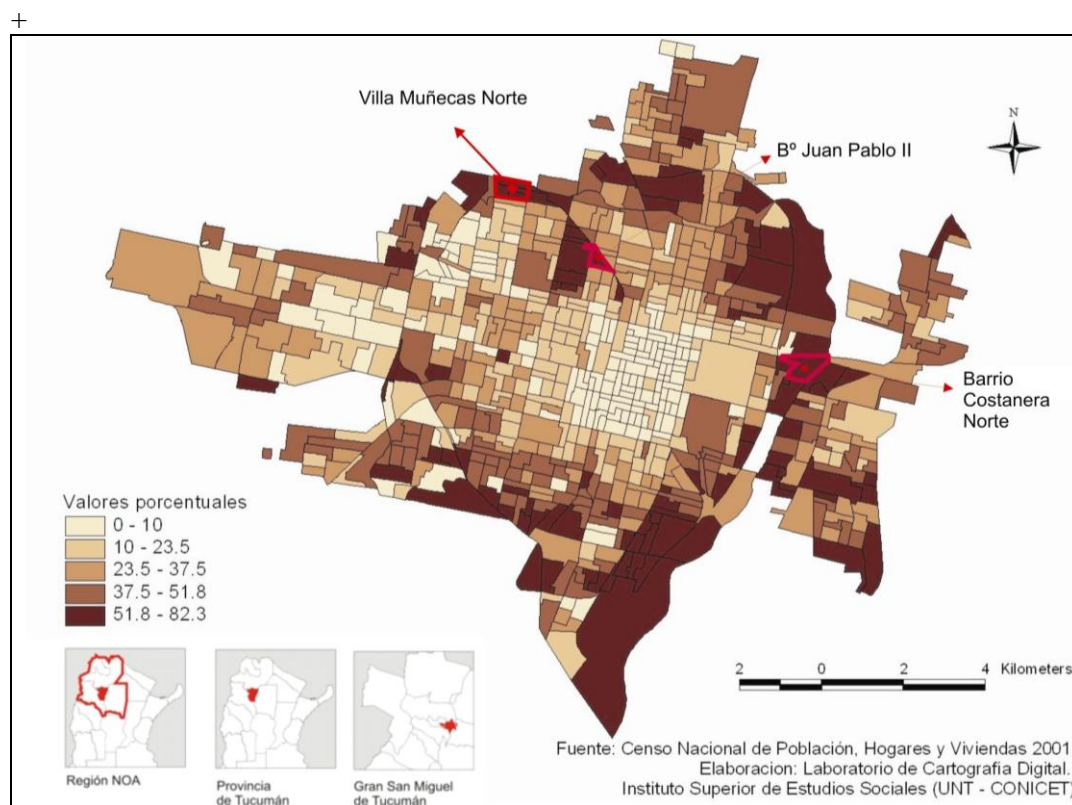 +
Villa Muñecas Norte
N
Bº Juan Pablo II
Barrio
Costanera
Norte
Valores porcentuales
0 - 10
10 - 23.5
23.5 - 37.5
37.5 - 51.8
51.8 - 82.3
2 0 2 4 Kilometers
Región NOA
Provincia
de Tucumán
Gran San Miguel
de Tucumán
Fuente: Censo Nacional de Población, Hogares y Viviendas 2001
Elaboracion: Laboratorio de Cartografia Digital.
Instituto Superior de Estudios Sociales (UNT - CONICET)